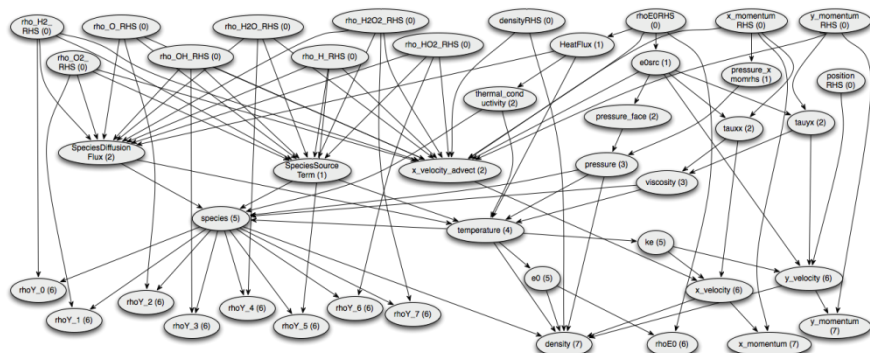 rho_H2_
RHS (0)
rho_O_RHS (0)
rho_H2O_RHS (0)
rho_H2O2_RHS (0)
densityRHS (0)
rhoE0RHS
(0)
x_momentum
RHS (0)
y_momentum
RHS (0)
rho_O2_
RHS (0)
rho_OH_RHS (0)
rho_H_RHS (0)
rho_HO2_RHS (0)
HeatFlux (1)
e0src (1)
pressure_x
momrhs (1)
position
RHS (0)
thermal_cond
uctivity (2)
pressure_face (2)
tauxx (2)
tauyx (2)
SpeciesDiffusion
Flux (2)
SpeciesSource
Term (1)
x_velocity_advect (2)
pressure (3)
viscosity (3)
species (5)
temperature (4)
ke (5)
e0 (5)
x_velocity (6)
y_velocity (6)
rhoY_0 (6)
rhoY_1 (6)
rhoY_2 (6)
rhoY_3 (6)
rhoY_4 (6)
rhoY_5 (6)
rhoY_6 (6)
rhoY_7 (6)
density (7)
rhoE0 (6)
x_momentum (7)
y_momentum
(7)